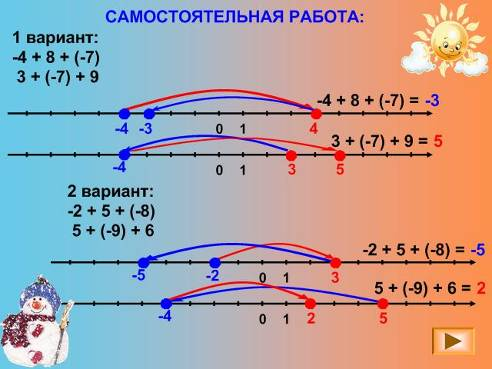 САМОСТОЯТЕЛЬНАЯ РАБОТА:
1 вариант:
-4 + 8 + (-7)
3 + (-7) + 9
-4 + 8 + (-7) = -3
-4 -3 0 1 4
3 + (-7) + 9 = 5
-4 0 1 3 5
2 вариант:
-2 + 5 + (-8)
5 + (-9) + 6
-2 + 5 + (-8) = -5
-5 -2 0 1 3
5 + (-9) + 6 = 2
-4 0 1 2 5